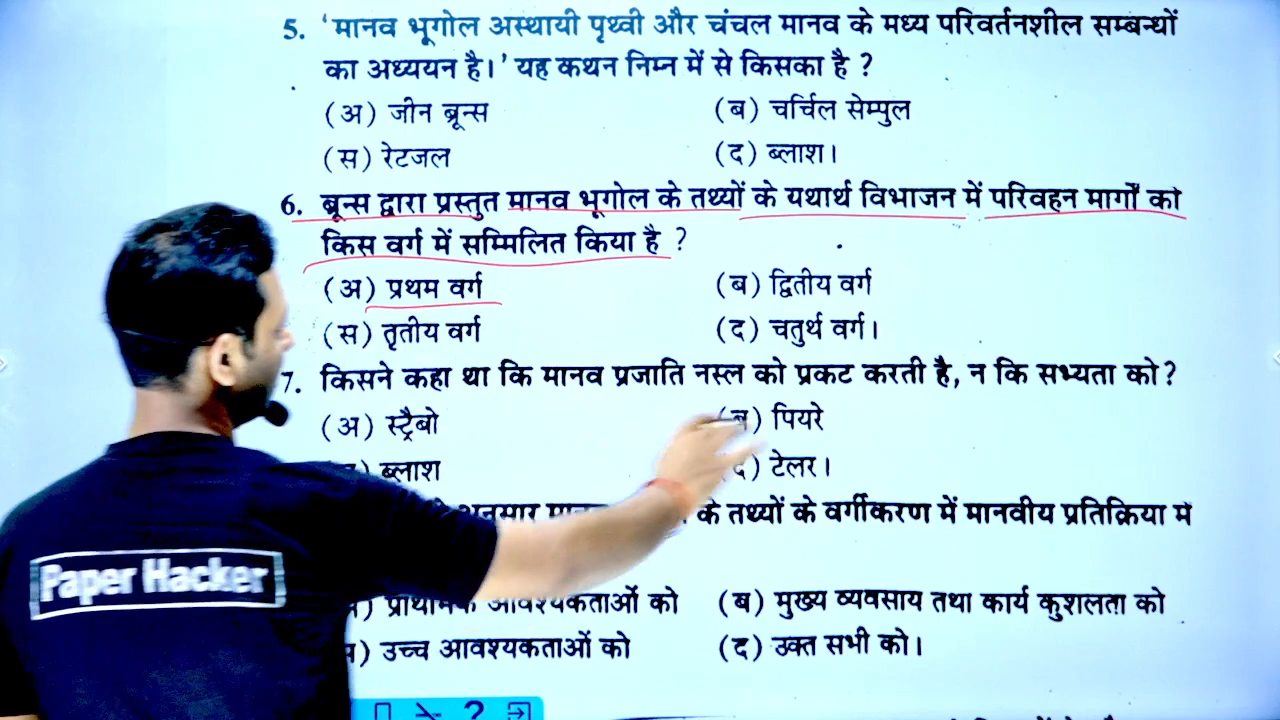 5. 'मानव भूगोल अस्थायी पृथ्वी और चंचल मानव के मध्य परिवर्तनशील सम्बन्धों
का अध्ययन है।' यह कथन निम्न में से किसका है ?
(अ) जीन ब्रून्स (ब) चर्चिल सेम्पुल
(स) रेटजल (द) ब्लाश।
6. ब्रून्स द्वारा प्रस्तुत मानव भूगोल के तथ्यों के यथार्थ विभाजन में परिवहन मार्गों को
किस वर्ग में सम्मिलित किया है ?
(अ) प्रथम वर्ग (ब) द्वितीय वर्ग
(स) तृतीय वर्ग (द) चतुर्थ वर्ग।
7. किसने कहा था कि मानव प्रजाति नस्ल को प्रकट करती है, न कि सभ्यता को?
(अ) स्ट्रैबो (ब) पियरे
ब्लाश (द) टेलर।
अनुसार के तथ्यों के वर्गीकरण में मानवीय प्रतिक्रिया में
प्राथमिक आवश्यकताओं को (ब) मुख्य व्यवसाय तथा कार्य कुशलता को
उच्च आवश्यकताओं को (द) उक्त सभी को।
Paper Hacker